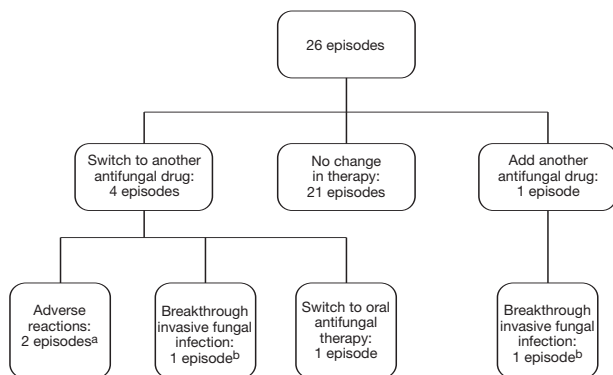 26 episodes
Switch to another
antifungal drug:
4 episodes
No change
in therapy:
21 episodes
Add another
antifungal drug:
1 episode
Adverse
reactions:
2 episodesᵃ
Breakthrough
invasive fungal
infection:
1 episodeᵇ
Switch to oral
antifungal
therapy:
1 episode
Breakthrough
invasive fungal
infection:
1 episodeᵇ